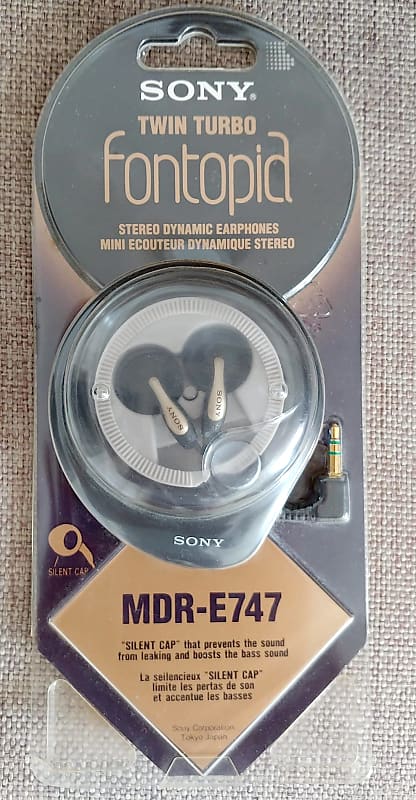 SONY®
TWIN TURBO
fontopia
STEREO DYNAMIC EARPHONES
MINI ECOUTEUR DYNAMIQUE STEREO
SONY
SONY
SONY
SILENT CAP
MDR-E747
"SILENT CAP" that prevents the sound
from leaking and boosts the bass sound
La seilencieux "SILENT CAP"
limite les pertas de son
et accentue les basses
Sony Corporation
Tokyo Japan